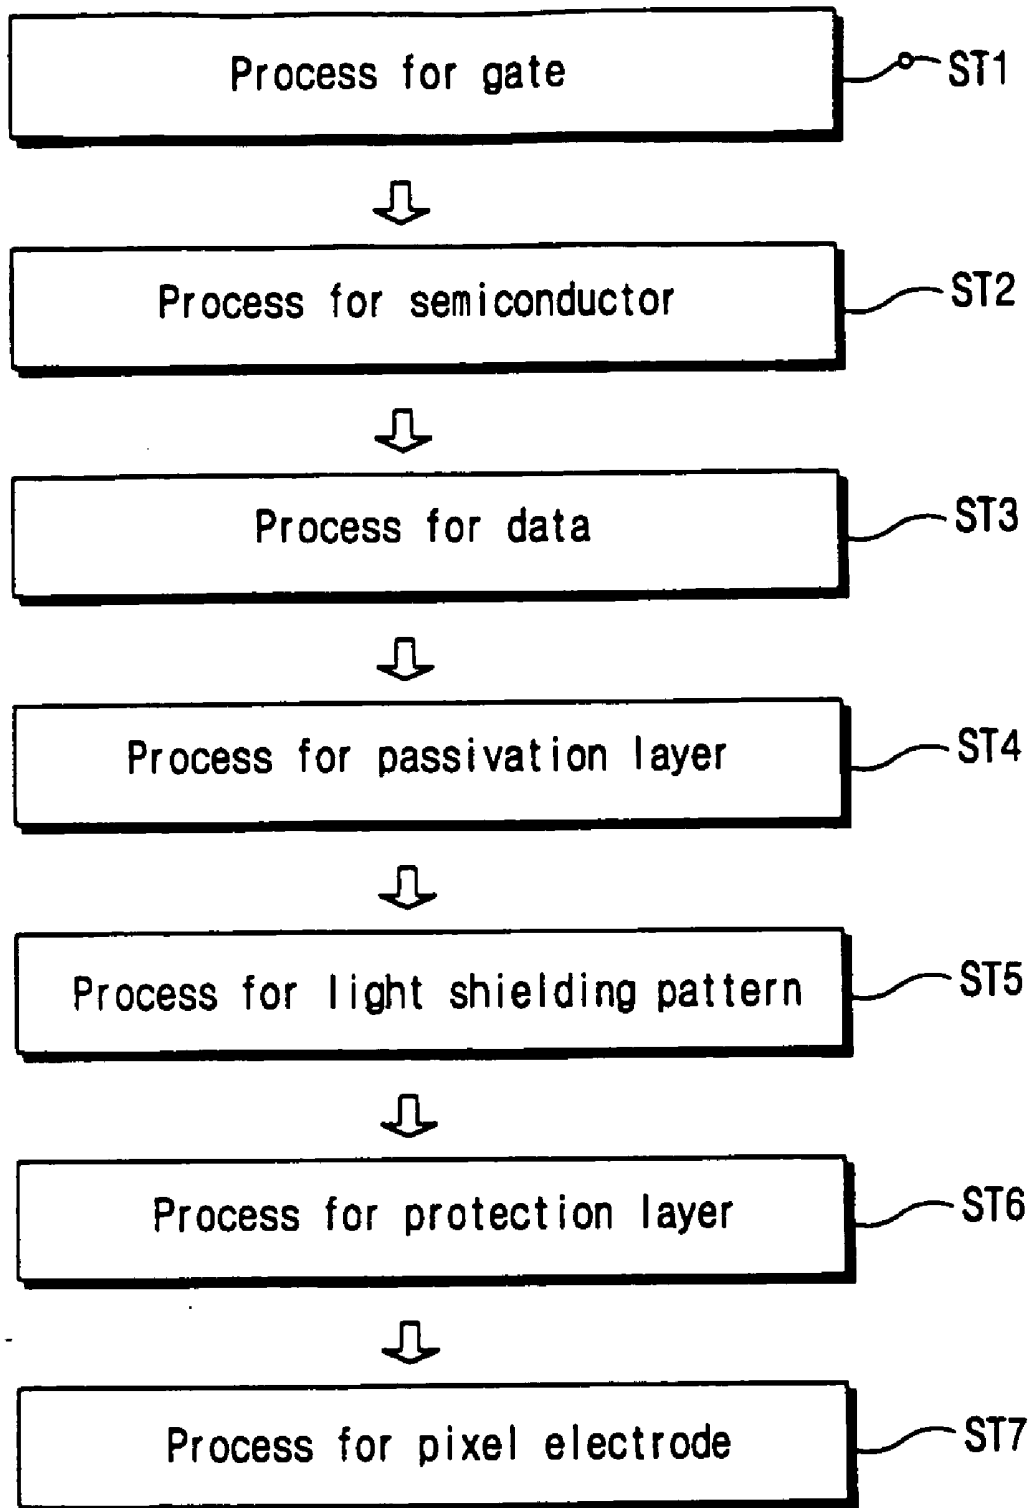 Process for gate ST1
Process for semiconductor ST2
Process for data ST3
Process for passivation layer ST4
Process for light shielding pattern ST5
Process for protection layer ST6
Process for pixel electrode ST7